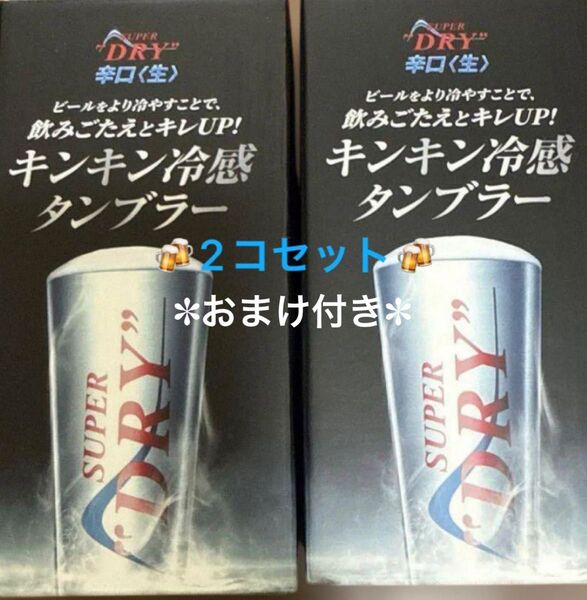 SUPER
"DRY"
辛口〈生〉
ビールをより冷やすことで、
飲みごたえとキレUP!
キンキン冷感
タンブラー
SUPER
"DRY"
SUPER
"DRY"
辛口〈生〉
ビールをより冷やすことで、
飲みごたえとキレUP!
キンキン冷感
タンブラー
SUPER
"DRY"
🍻2コセット🍻
✻おまけ付き✻